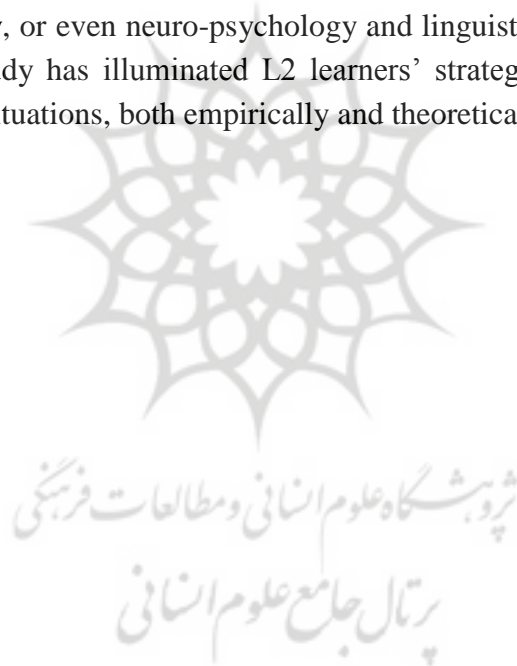 , or even neuro-psychology and linguist
dy has illuminated L2 learners’ strateg
ituations, both empirically and theoretica
پژوهشگاه علوم انسانی و مطالعات فرهنگی
پرتال جامع علوم انسانی